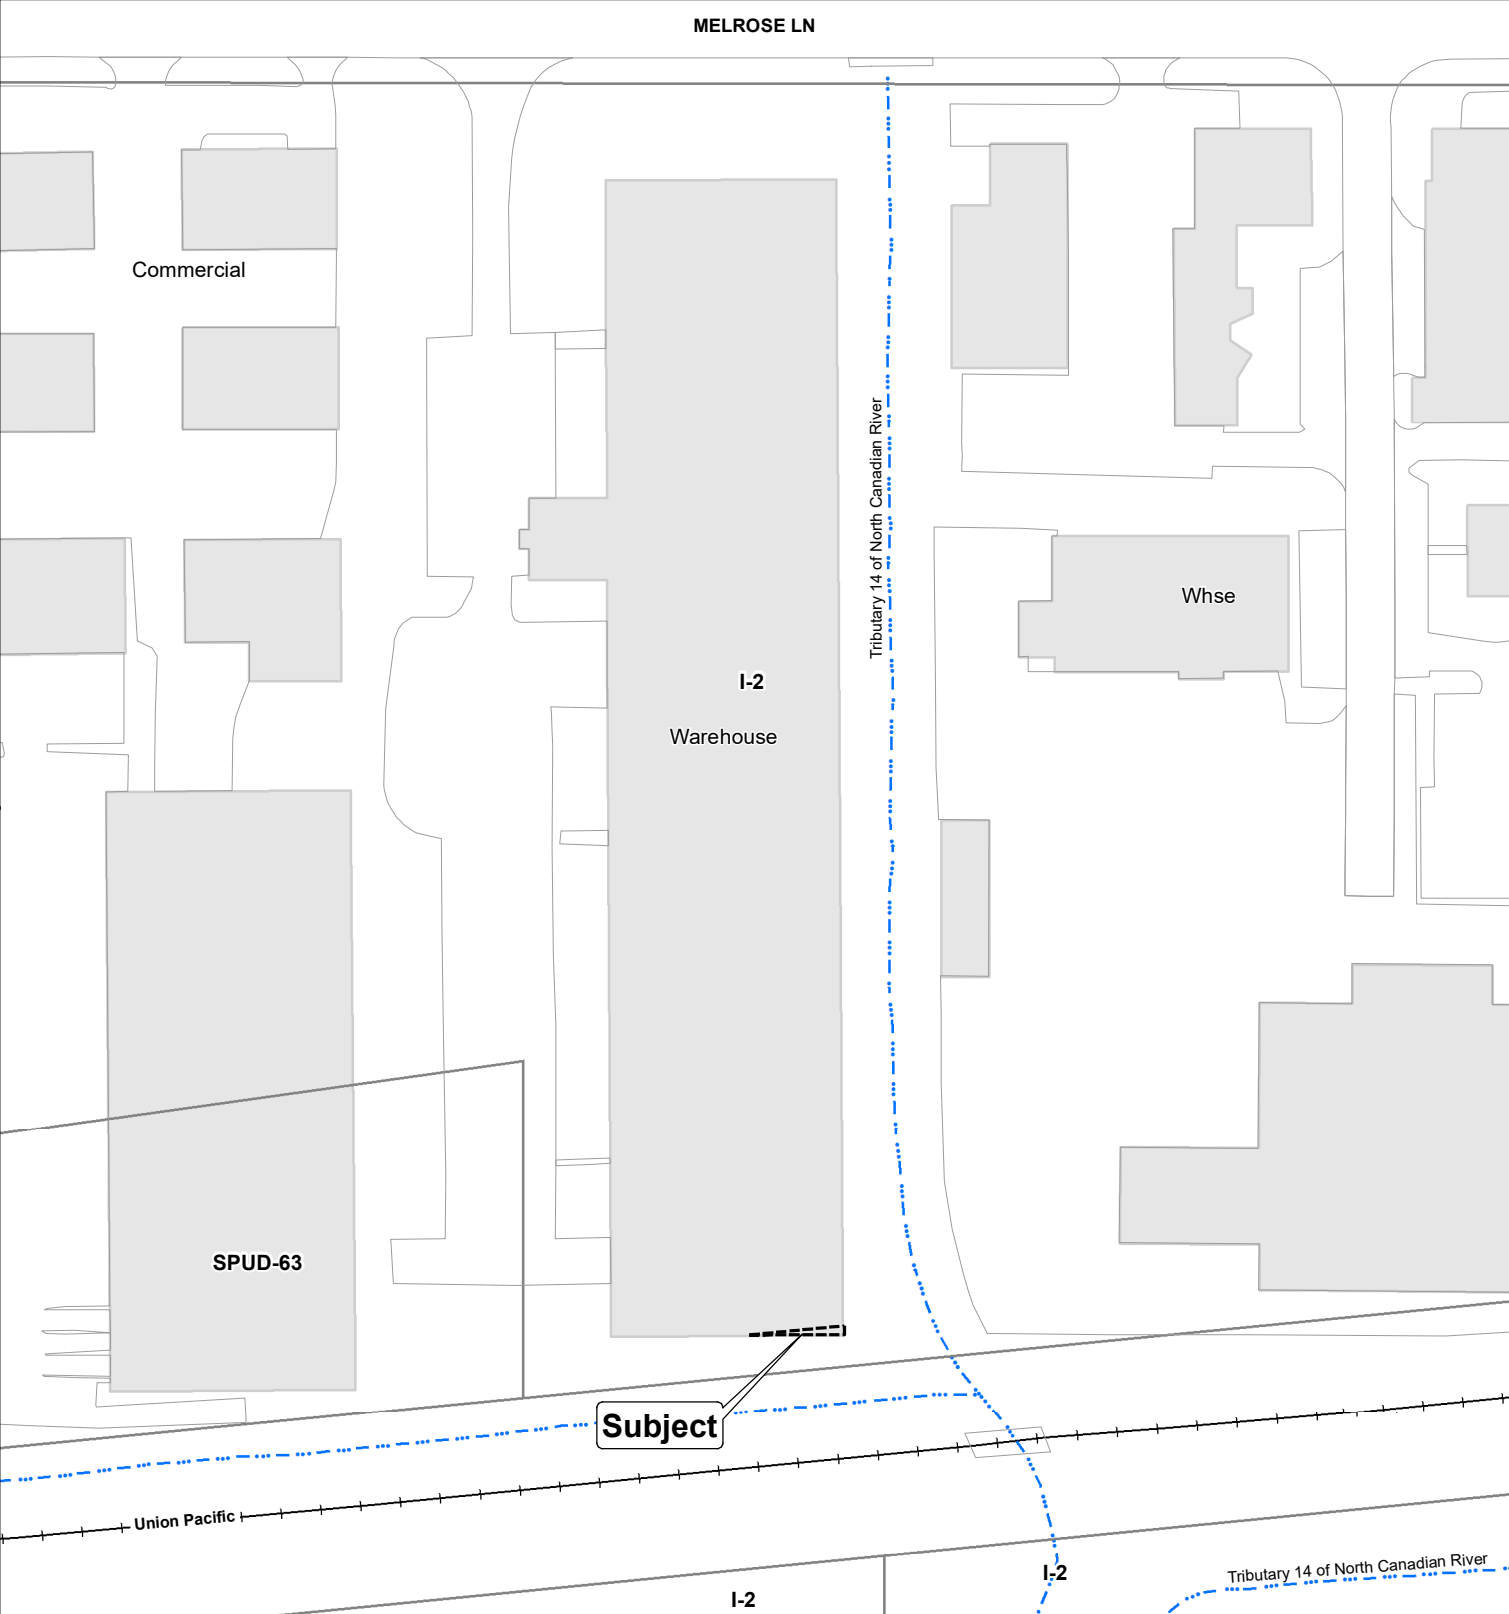 MELROSE LN
Commercial
Tributary 14 of North Canadian River
Whse
I-2
Warehouse
SPUD-63
Subject
Union Pacific
I-2
Tributary 14 of North Canadian River
I-2